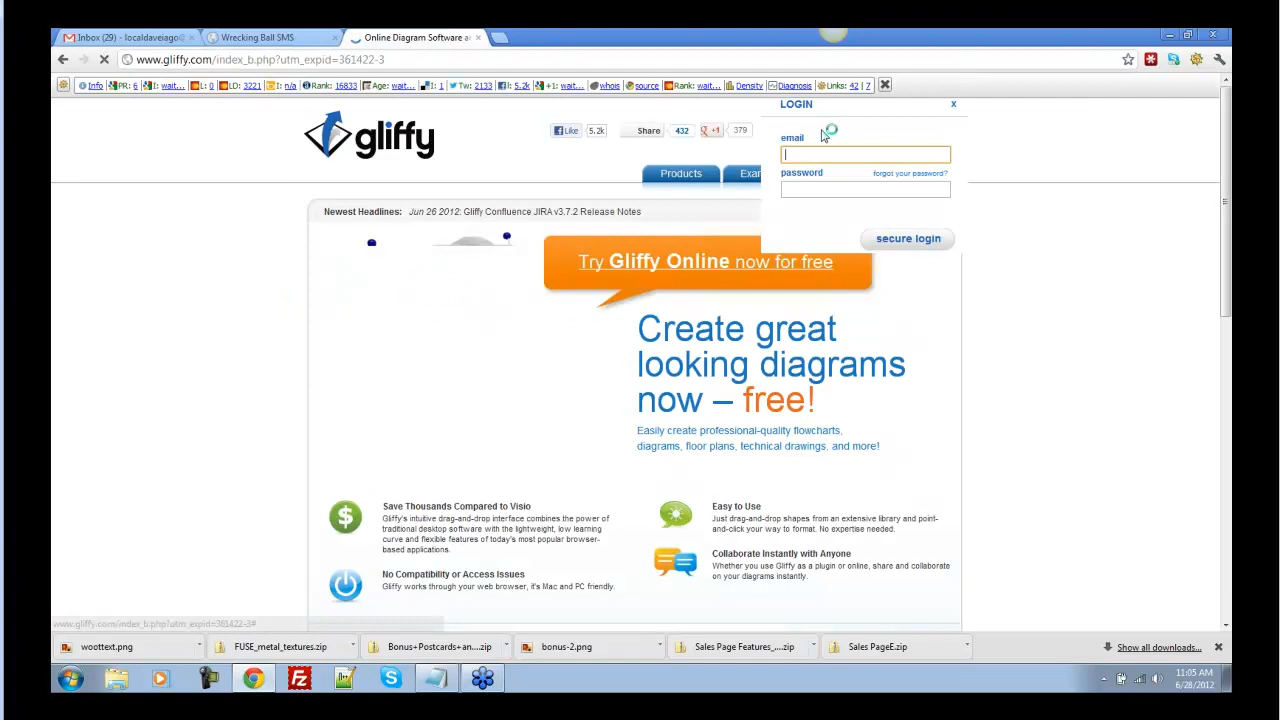 Inbox (29) - localdaveiago@
Wrecking Ball SMS
Online Diagram Software a
www.gliffy.com/index_b.php?utm_expid=361422-3
Info PR: 6 I: wait... L: 0 LD: 3221 I: n/a Rank: 16833 Age: wait... I: 1 Tw: 2133 l: 5.2k +1: wait... whois source Rank: wait... Density Diagnosis Links: 42 | 7
LOGIN x
gliffy
Like 5.2k Share 432 +1 379
email
password forgot your password?
Products Exa
secure login
Newest Headlines: Jun 26 2012: Gliffy Confluence JIRA v3.7.2 Release Notes
Try Gliffy Online now for free
Create great
looking diagrams
now – free!
Easily create professional-quality flowcharts,
diagrams, floor plans, technical drawings, and more!
Save Thousands Compared to Visio
Gliffy's intuitive drag-and-drop interface combines the power of
traditional desktop software with the lightweight, low learning
curve and flexible features of today's most popular browser-
based applications.
No Compatibility or Access Issues
Gliffy works through your web browser, it's Mac and PC friendly.
Easy to Use
Just drag-and-drop shapes from an extensive library and point-
and-click your way to format. No expertise needed.
Collaborate Instantly with Anyone
Whether you use Gliffy as a plugin or online, share and collaborate
on your diagrams instantly.
www.gliffy.com/index_b.php?utm_expid=361422-3#
woottext.png
FUSE_metal_textures.zip
Bonus+Postcards+an....zip
bonus-2.png
Sales Page Features_....zip
Sales PageE.zip
Show all downloads...
11:05 AM
6/28/2012